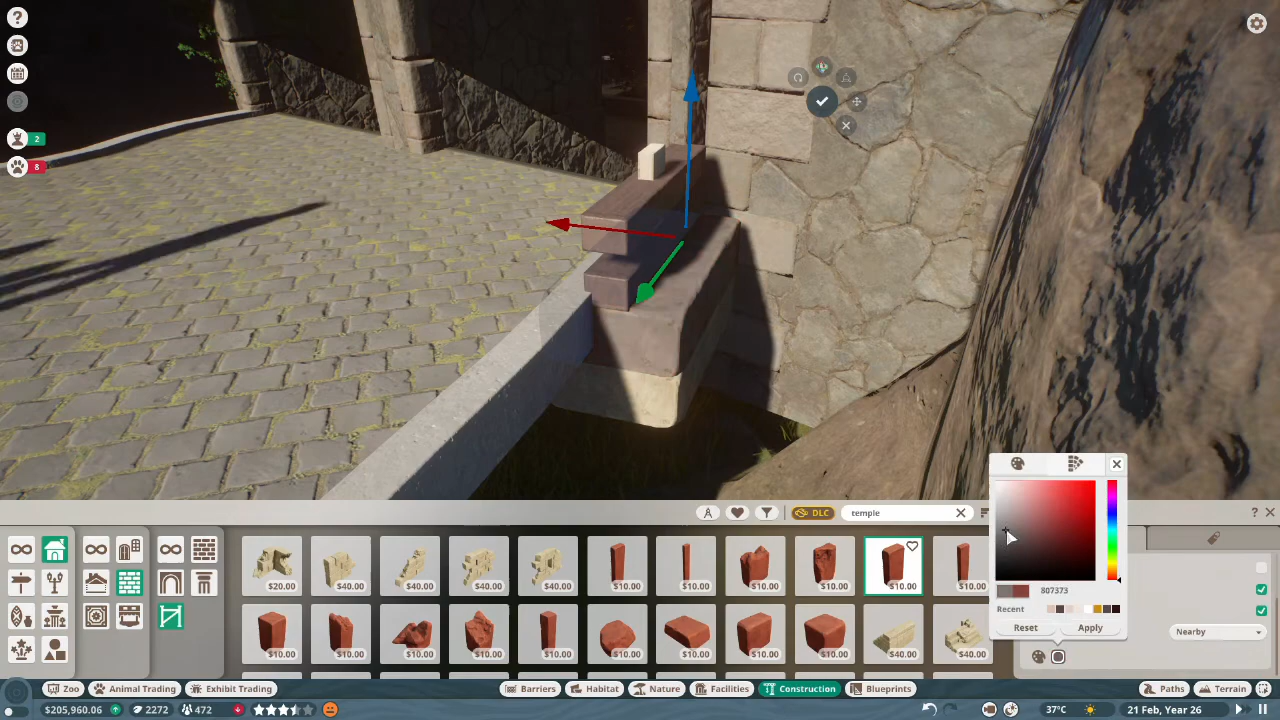 ?
2
8
DLC
temple
?
$20.00
$40.00
$40.00
$40.00
$40.00
$10.00
$10.00
$10.00
$10.00
$10.00
$10.00
807373
Recent
Reset
Apply
Nearby
$10.00
$10.00
$10.00
$10.00
$10.00
$10.00
$10.00
$10.00
$10.00
$40.00
$40.00
Zoo
Animal Trading
Exhibit Trading
Barriers
Habitat
Nature
Facilities
Construction
Blueprints
Paths
Terrain
$205,960.06
2272
472
37°C
21 Feb, Year 26